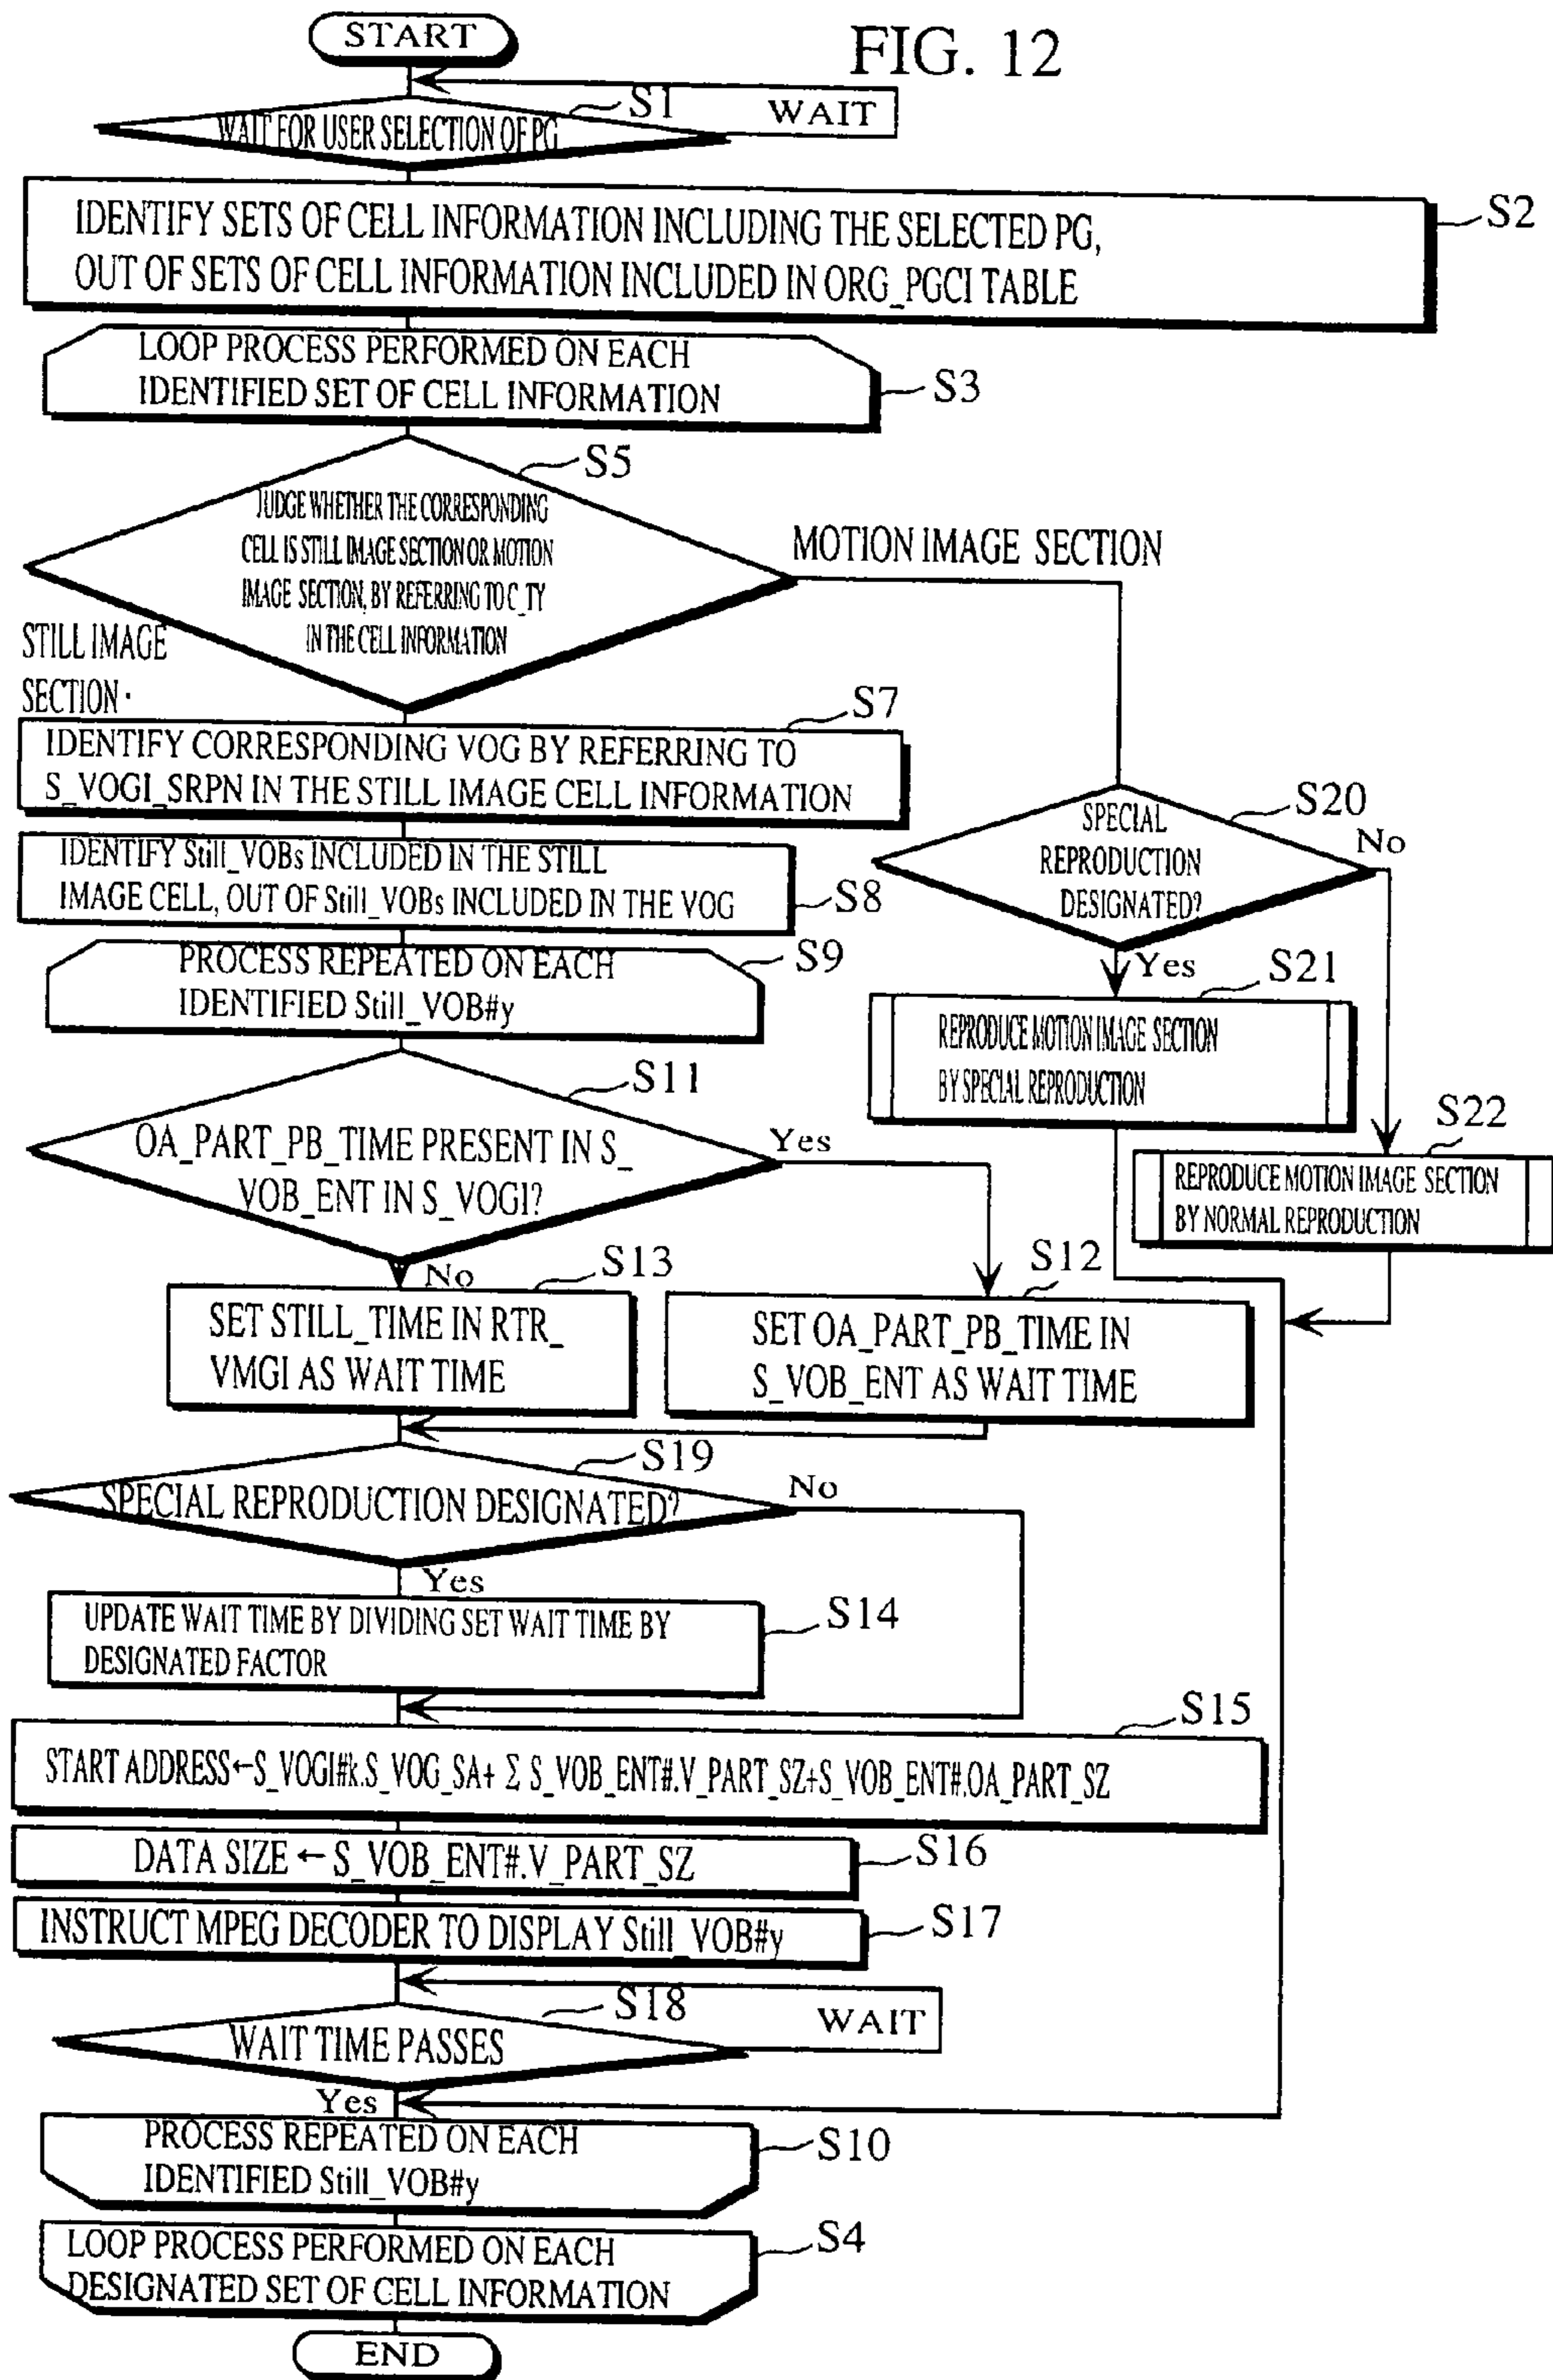 START
FIG. 12
S1
WAIT
WAIT FOR USER SELECTION OF PG
S2
IDENTIFY SETS OF CELL INFORMATION INCLUDING THE SELECTED PG,
OUT OF SETS OF CELL INFORMATION INCLUDED IN ORG_PGCI TABLE
LOOP PROCESS PERFORMED ON EACH
IDENTIFIED SET OF CELL INFORMATION
S3
S5
JUDGE WHETHER THE CORRESPONDING
CELL IS STILL IMAGE SECTION OR MOTION
IMAGE SECTION, BY REFERRING TO C_TY
IN THE CELL INFORMATION
MOTION IMAGE SECTION
STILL IMAGE
SECTION
S7
IDENTIFY CORRESPONDING VOG BY REFERRING TO
S_VOGI_SRPN IN THE STILL IMAGE CELL INFORMATION
S20
SPECIAL
REPRODUCTION
DESIGNATED?
No
Yes
IDENTIFY Still_VOBs INCLUDED IN THE STILL
IMAGE CELL, OUT OF Still_VOBs INCLUDED IN THE VOG
S8
PROCESS REPEATED ON EACH
IDENTIFIED Still_VOB#y
S9
S21
REPRODUCE MOTION IMAGE SECTION
BY SPECIAL REPRODUCTION
S11
OA_PART_PB_TIME PRESENT IN S_
VOB_ENT IN S_VOGI?
Yes
No
S22
REPRODUCE MOTION IMAGE SECTION
BY NORMAL REPRODUCTION
S13
SET STILL_TIME IN RTR_
VMGI AS WAIT TIME
S12
SET OA_PART_PB_TIME IN
S_VOB_ENT AS WAIT TIME
S19
SPECIAL REPRODUCTION DESIGNATED?
No
Yes
UPDATE WAIT TIME BY DIVIDING SET WAIT TIME BY
DESIGNATED FACTOR
S14
S15
START ADDRESS←S_VOGI#k.S_VOG_SA+ Σ S_VOB_ENT#.V_PART_SZ+S_VOB_ENT#.OA_PART_SZ
DATA SIZE ← S_VOB_ENT#.V_PART_SZ
S16
INSTRUCT MPEG DECODER TO DISPLAY Still_VOB#y
S17
S18
WAIT
WAIT TIME PASSES
Yes
PROCESS REPEATED ON EACH
IDENTIFIED Still_VOB#y
S10
LOOP PROCESS PERFORMED ON EACH
DESIGNATED SET OF CELL INFORMATION
S4
END